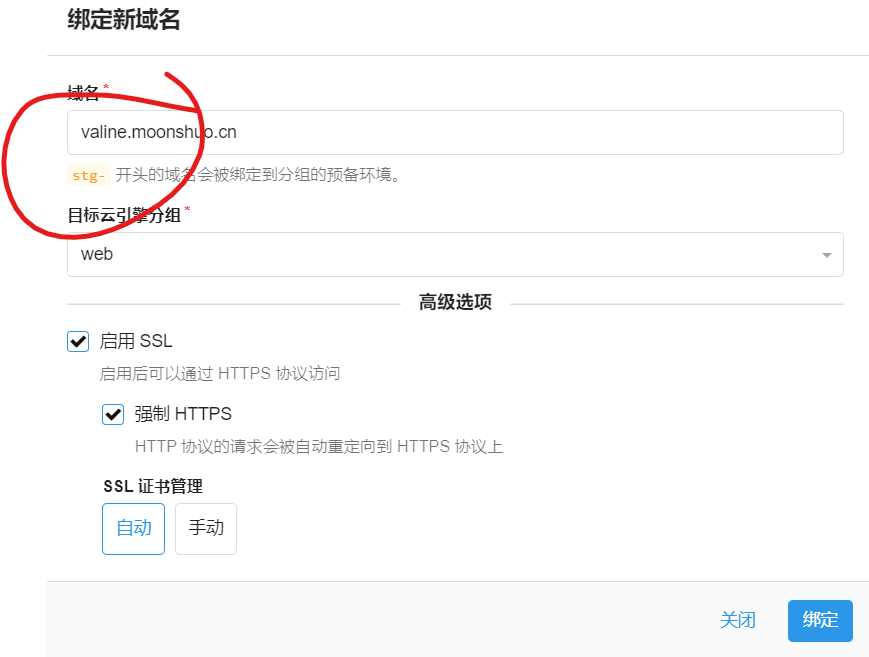 绑定新域名
域名*
valine.moonshuo.cn
stg- 开头的域名会被绑定到分组的预备环境。
目标云引擎分组*
web
高级选项
启用 SSL
启用后可以通过 HTTPS 协议访问
强制 HTTPS
HTTP 协议的请求会被自动重定向到 HTTPS 协议上
SSL 证书管理
自动 手动
关闭 绑定